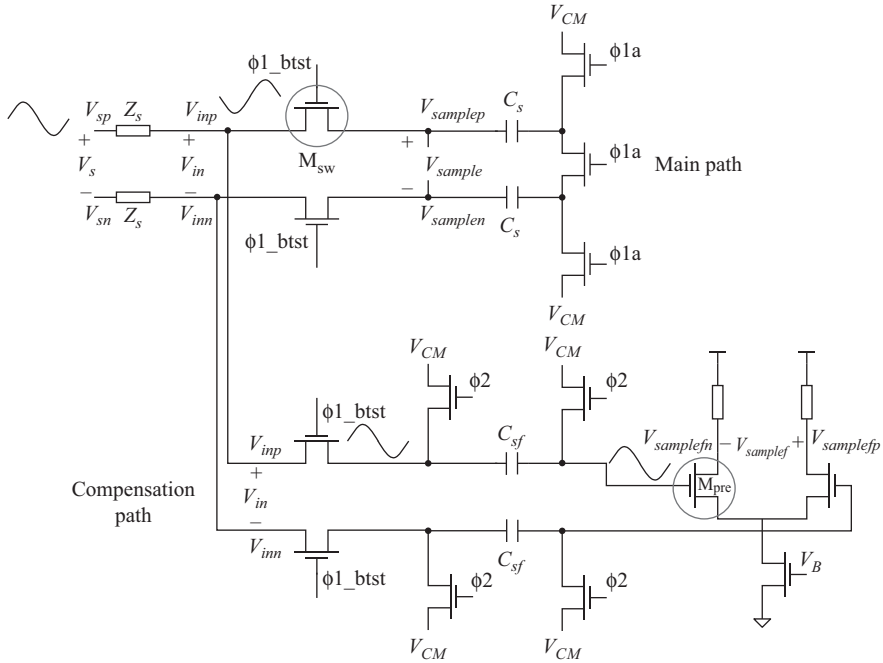 V_CM
ϕ1a
ϕ1_btst
V_sp Z_s V_inp
V_samplep C_s
M_sw
+ + +
V_s V_in V_sample
ϕ1a
Main path
− − −
V_sn Z_s V_inn
V_samplen C_s
ϕ1_btst
ϕ1a
V_CM
V_CM V_CM
ϕ2 ϕ2
ϕ1_btst
V_inp C_sf
V_samplefn − V_samplef + V_samplefp
M_pre
+
V_in
Compensation
path
−
V_inn C_sf
ϕ1_btst
ϕ2 ϕ2
V_B
V_CM V_CM